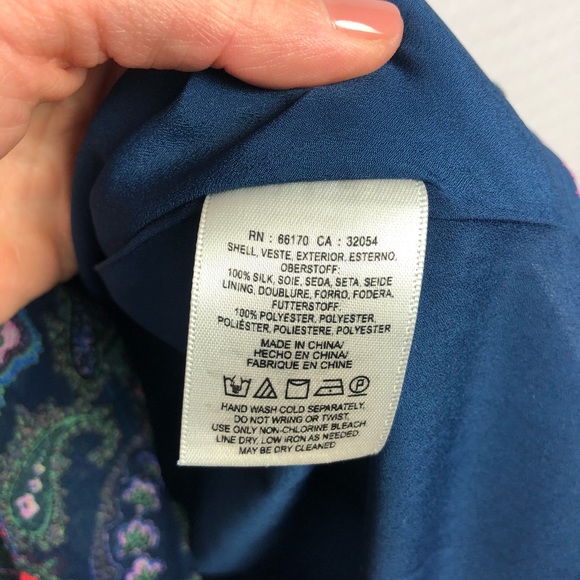 RN : 66170 CA : 32054
SHELL, VESTE, EXTERIOR, ESTERNO,
OBERSTOFF:
100% SILK, SOIE, SEDA, SETA, SEIDE
LINING, DOUBLURE, FORRO, FODERA,
FUTTERSTOFF:
100% POLYESTER, POLYESTER,
POLIÉSTER, POLIESTERE, POLYESTER
MADE IN CHINA/
HECHO EN CHINA/
FABRIQUE EN CHINE
HAND WASH COLD SEPARATELY.
DO NOT WRING OR TWIST.
USE ONLY NON-CHLORINE BLEACH
LINE DRY, LOW IRON AS NEEDED.
MAY BE DRY CLEANED